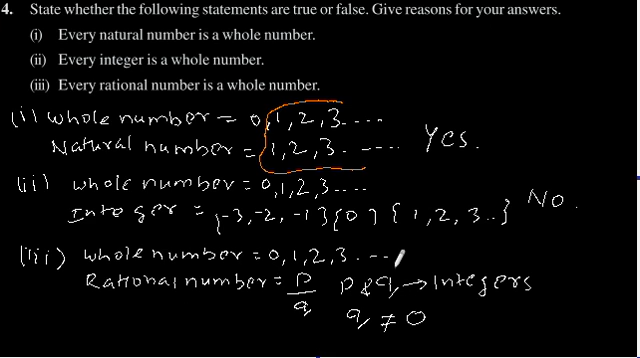 4. State whether the following statements are true or false. Give reasons for your answers.
(i) Every natural number is a whole number.
(ii) Every integer is a whole number.
(iii) Every rational number is a whole number.
(i) whole number = 0, 1, 2, 3.....
Natural number = 1, 2, 3. ....
Yes.
(ii) whole number = 0, 1, 2, 3.....
Integer = {-3, -2, -1} {0} {1, 2, 3..}
No.
(iii) whole number = 0, 1, 2, 3. ...
Rational number = p/q p & q → Integers
q ≠ 0